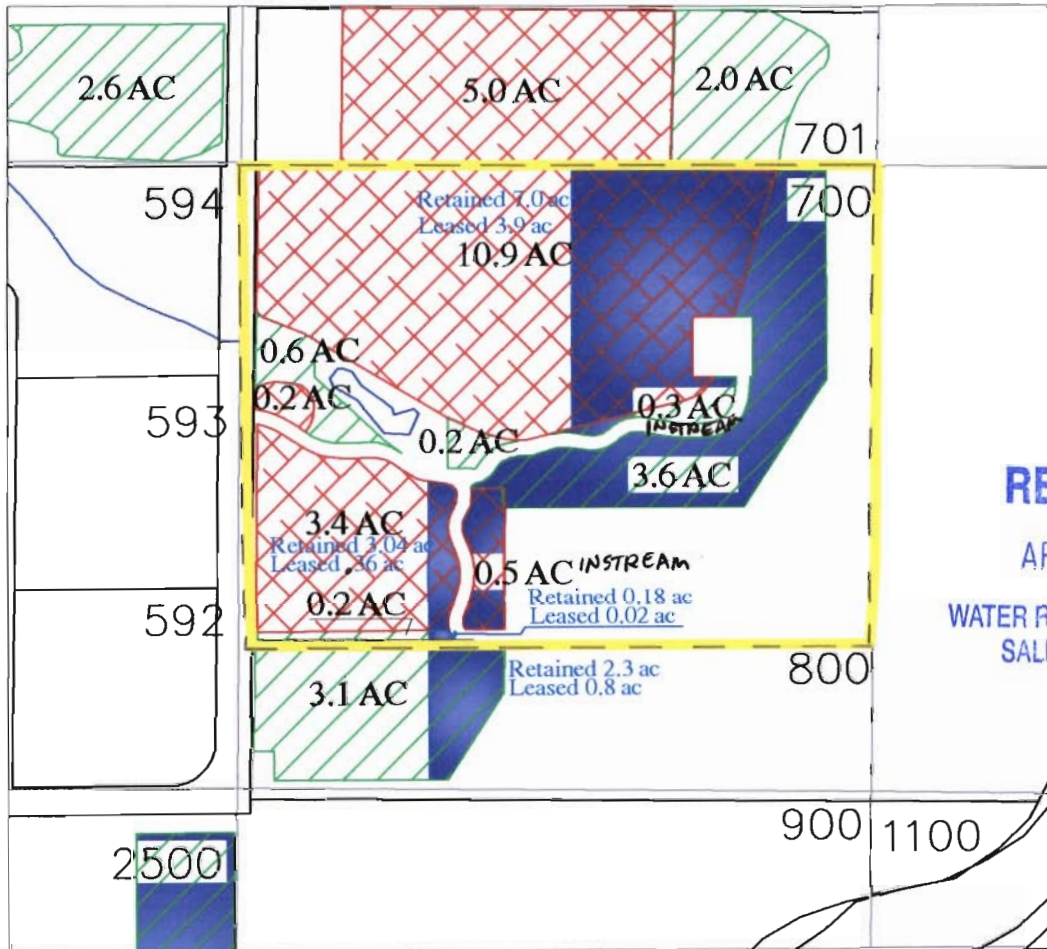 2.6 AC
5.0 AC
2.0 AC
701
594
700
Retained 7.0 ac
Leased 3.9 ac
10.9 AC
0.6 AC
0.2 AC
593
0.2 AC
0.3 AC
INSTREAM
3.6 AC
RE
3.4 AC
Retained 3.04 ac
Leased .36 ac
0.5 AC INSTREAM
0.2 AC
Retained 0.18 ac
Leased 0.02 ac
592
WATER R
SAL
800
Retained 2.3 ac
Leased 0.8 ac
3.1 AC
900
1100
2500